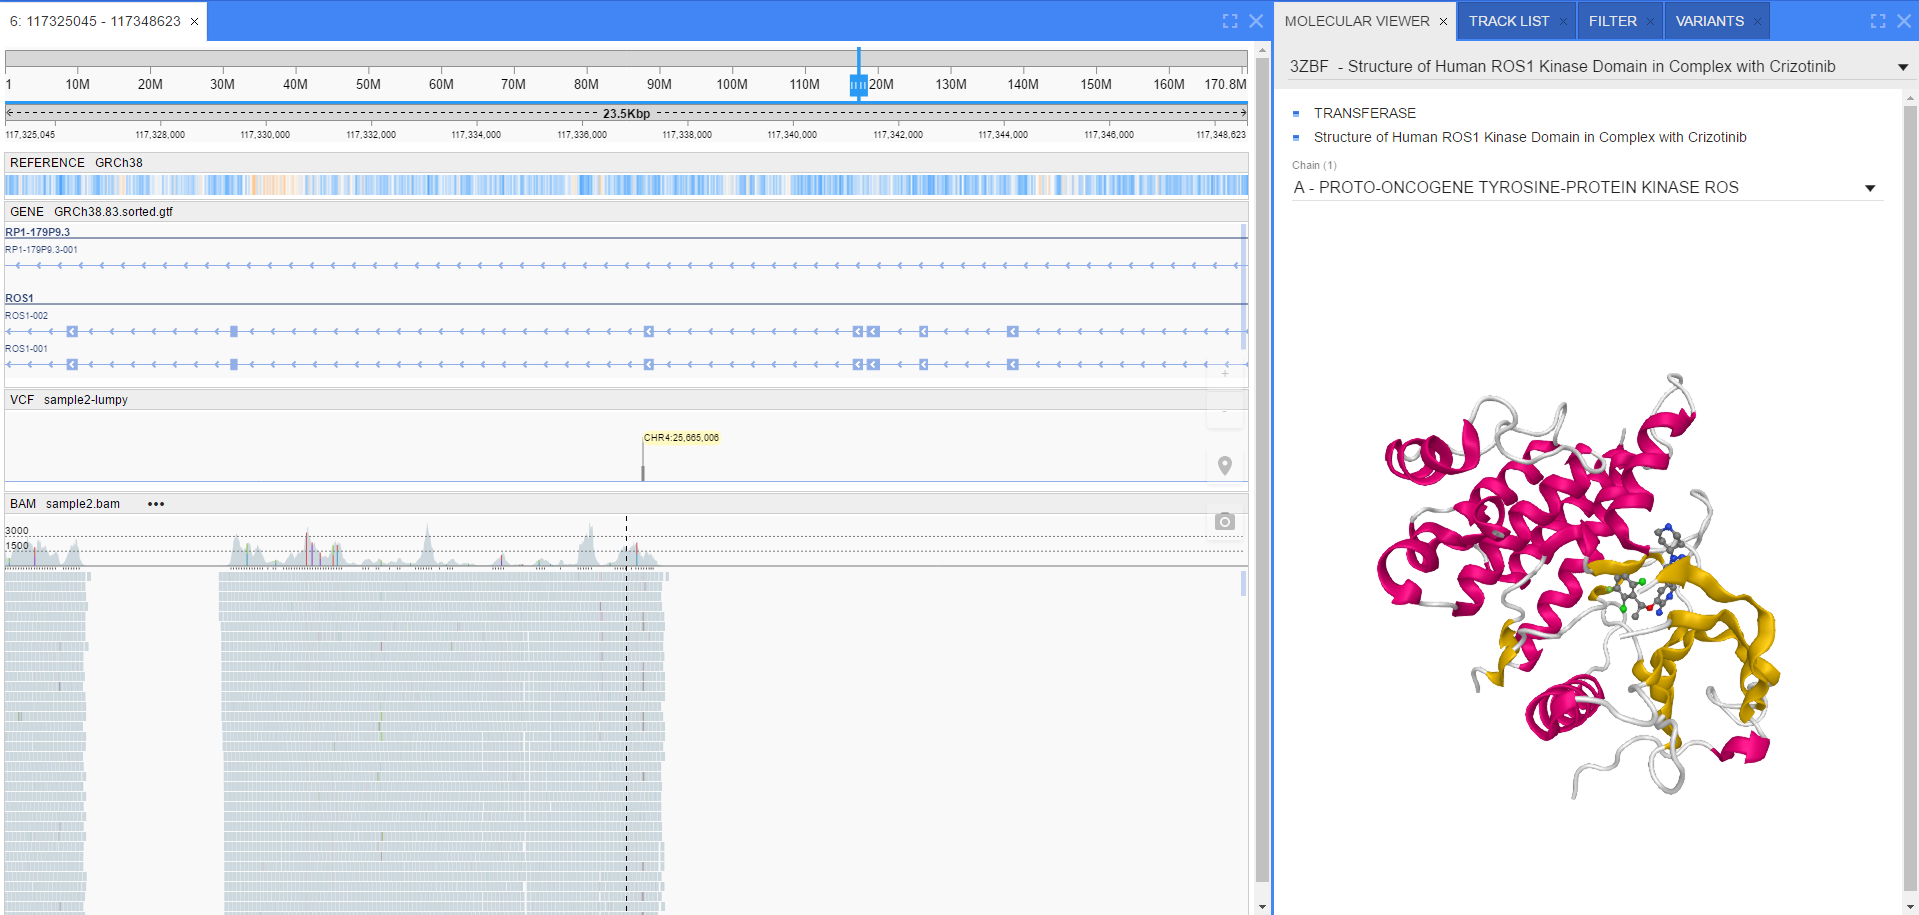 6: 117325045 - 117348623 ×
1 10M 20M 30M 40M 50M 60M 70M 80M 90M 100M 110M 20M 130M 140M 150M 160M 170.8M
23.5Kbp
117,325,045 117,328,000 117,330,000 117,332,000 117,334,000 117,336,000 117,338,000 117,340,000 117,342,000 117,344,000 117,346,000 117,348,623
REFERENCE GRCh38
GENE GRCh38.83.sorted.gtf
RP1-179P9.3
RP1-179P9.3-001
ROS1
ROS1-002
ROS1-001
+
-
VCF sample2-lumpy
CHR4:25,665,006
BAM sample2.bam •••
3000
1500
MOLECULAR VIEWER × TRACK LIST × FILTER × VARIANTS ×
3ZBF - Structure of Human ROS1 Kinase Domain in Complex with Crizotinib
TRANSFERASE
Structure of Human ROS1 Kinase Domain in Complex with Crizotinib
Chain (1)
A - PROTO-ONCOGENE TYROSINE-PROTEIN KINASE ROS